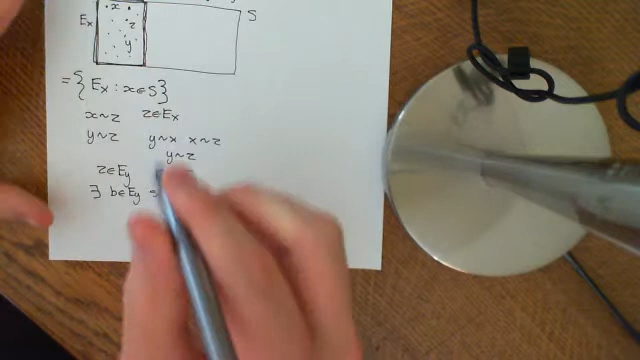 x
Ex
z
y
S
= { Ex : x ∈ S }
x ~ z z ∈ Ex
y ~ z y ~ x x ~ z
y ~ z
z ∈ Ey
∃ b ∈ Ey